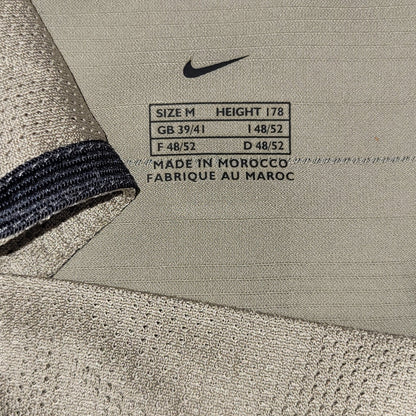 SIZE M HEIGHT 178
GB 39/41 I 48/52
F 48/52 D 48/52
MADE IN MOROCCO
FABRIQUE AU MAROC